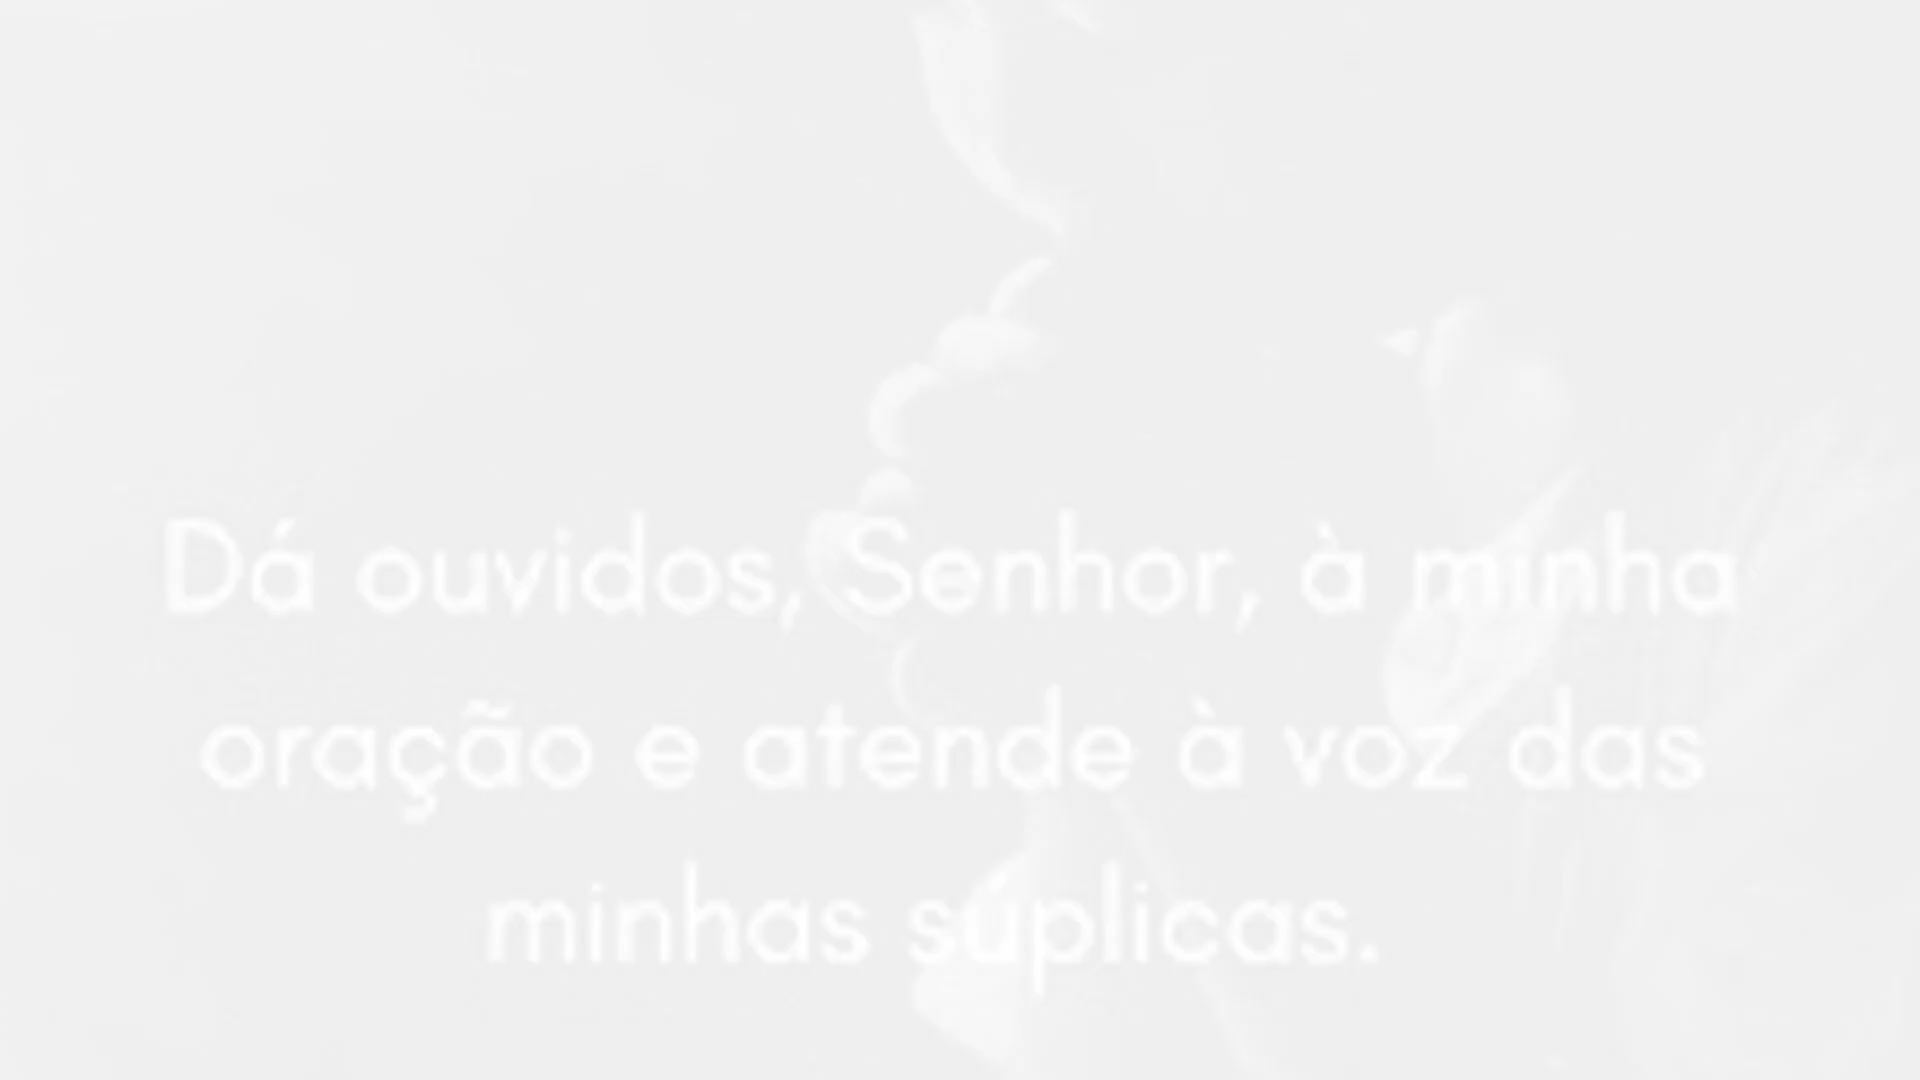 Dá ouvidos, Senhor, à minha
oração e atende à voz das
minhas súplicas.